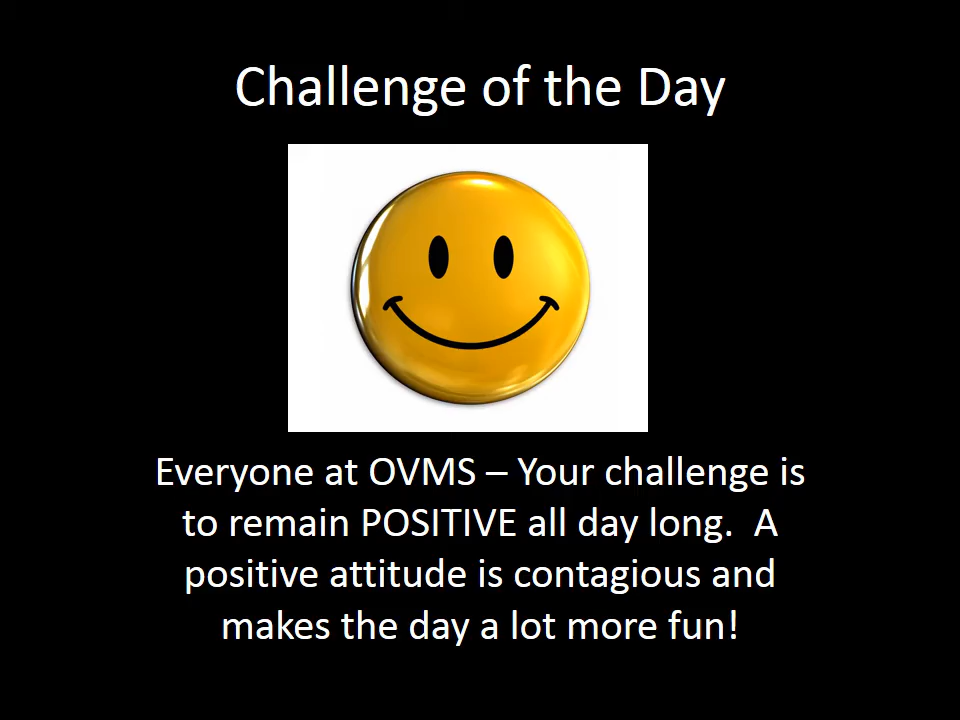 Challenge of the Day
Everyone at OVMS – Your challenge is
to remain POSITIVE all day long.  A
positive attitude is contagious and
makes the day a lot more fun!